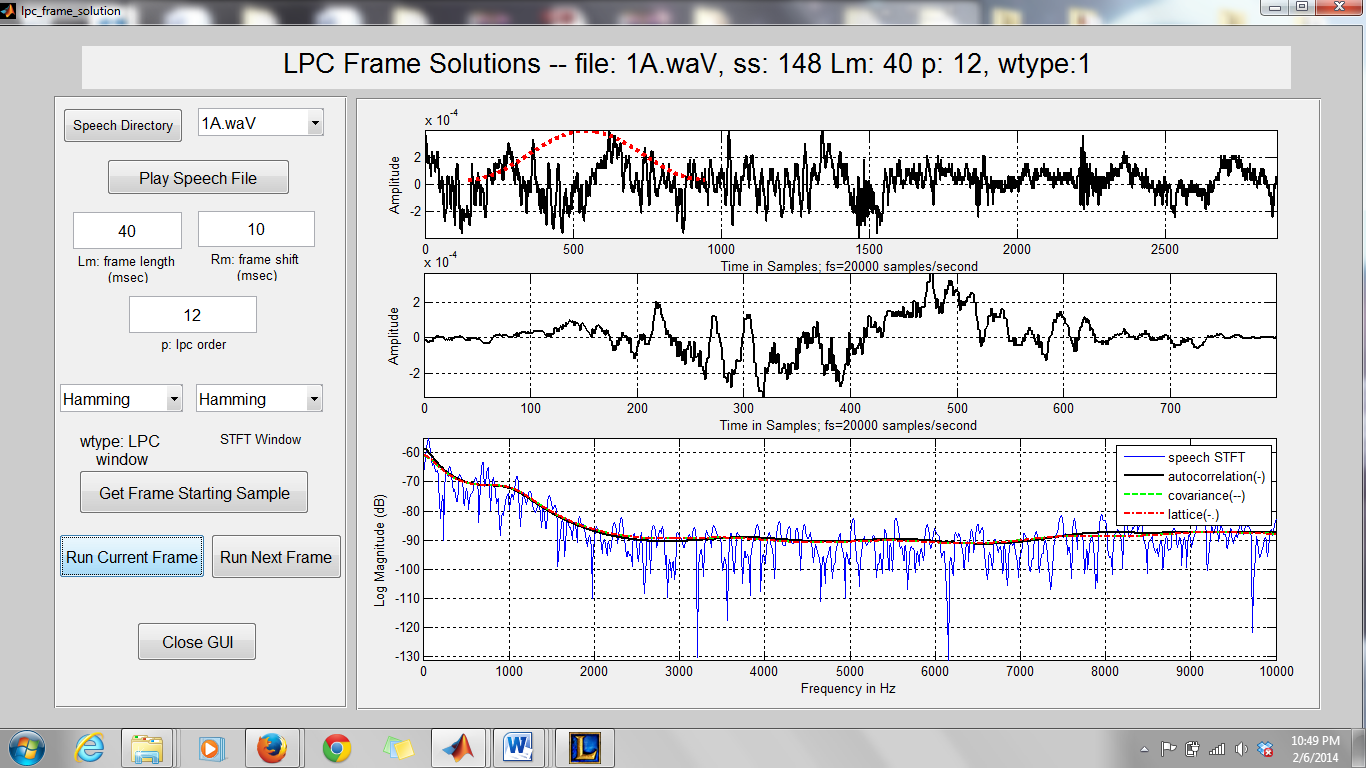 lpc_frame_solution
LPC Frame Solutions -- file: 1A.waV, ss: 148 Lm: 40 p: 12, wtype:1
Speech Directory
1A.waV
Play Speech File
40
10
Lm: frame length
(msec)
Rm: frame shift
(msec)
12
p: lpc order
Hamming
Hamming
wtype: LPC
window
STFT Window
Get Frame Starting Sample
Run Current Frame
Run Next Frame
Close GUI
x 10^-4
Amplitude
2
0
-2
0 500 1000 1500 2000 2500
Time in Samples; fs=20000 samples/second
x 10^-4
Amplitude
2
0
-2
0 100 200 300 400 500 600 700
Time in Samples; fs=20000 samples/second
Log Magnitude (dB)
-60
-70
-80
-90
-100
-110
-120
-130
speech STFT
autocorrelation(-)
covariance(--)
lattice(-.)
0 1000 2000 3000 4000 5000 6000 7000 8000 9000 10000
Frequency in Hz
10:49 PM
2/6/2014